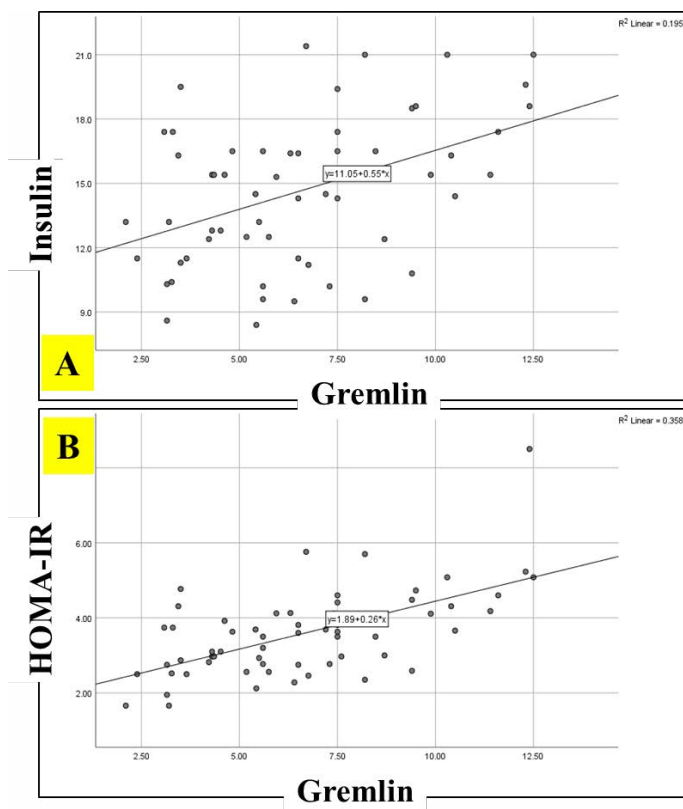 R² Linear = 0.195
21.0
18.0
15.0
12.0
9.0
Insulin
y=11.05+0.55*x
2.50 5.00 7.50 10.00 12.50
A
Gremlin
B
R² Linear = 0.358
6.00
4.00
2.00
HOMA-IR
y=1.89+0.26*x
2.50 5.00 7.50 10.00 12.50
Gremlin